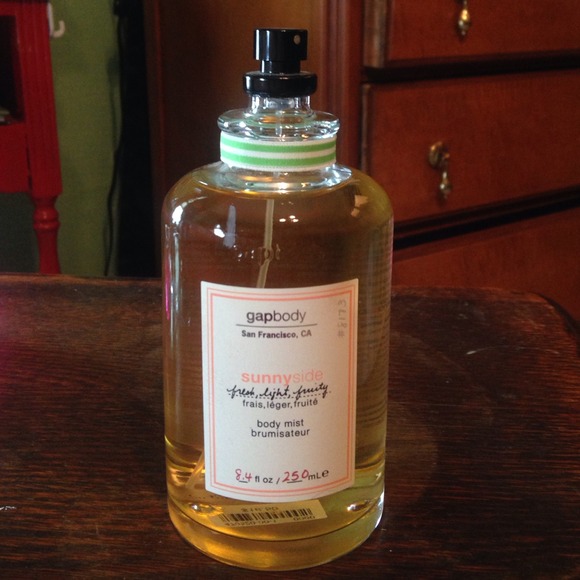 gapbody
San Francisco, CA
sunnyside
fresh, light, fruity
frais, léger, fruité
body mist
brumisateur
8.4 fl oz / 250 mL e